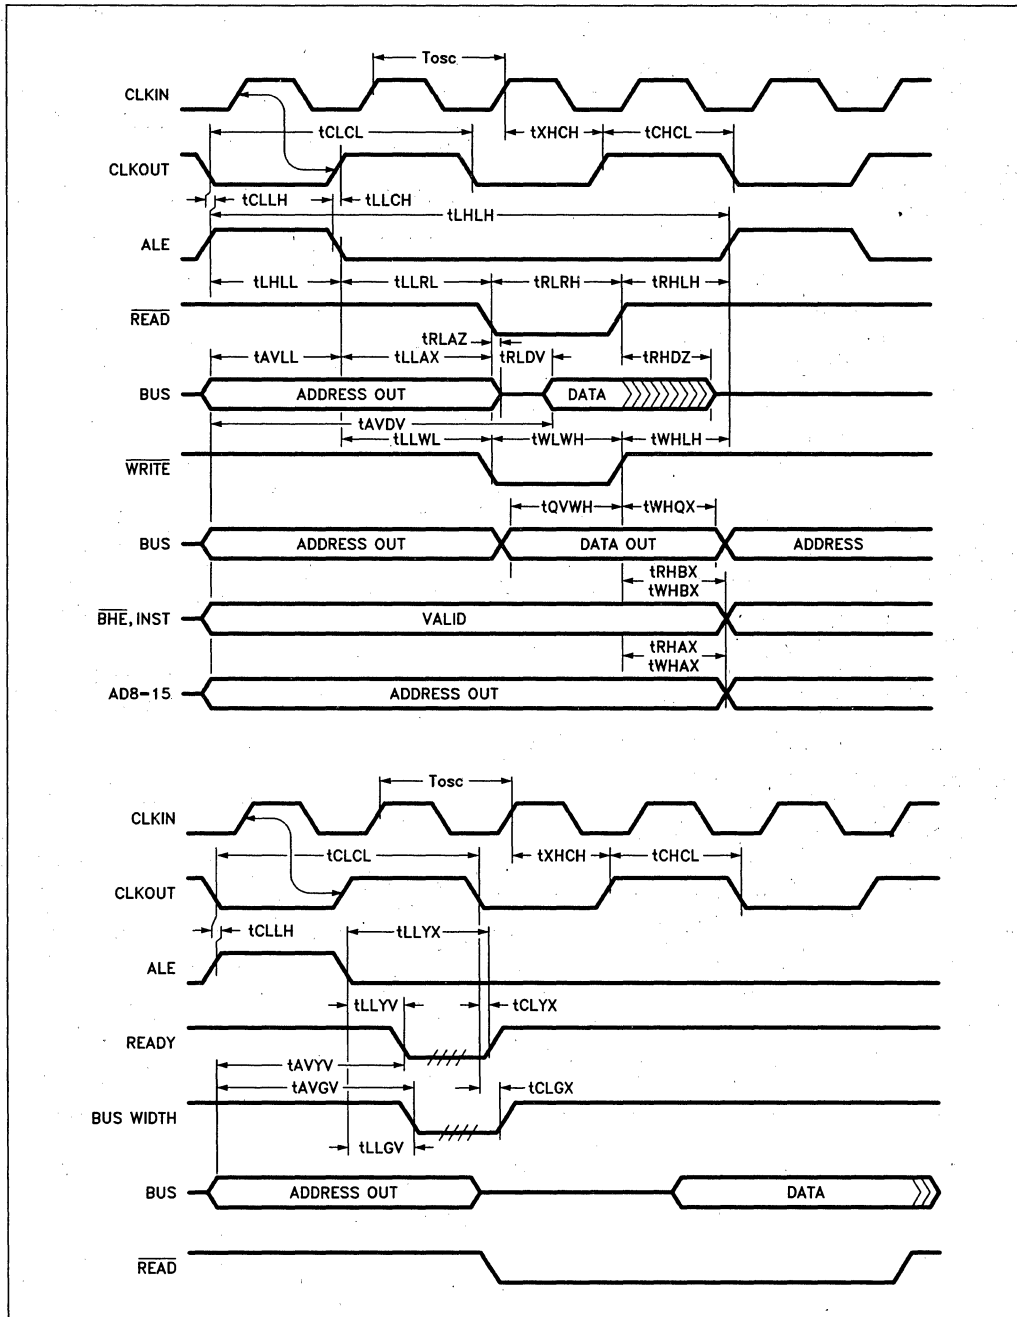 Tosc
CLKIN
tCLCL
tXHCH
tCHCL
CLKOUT
tCLLH
tLLCH
tLHLH
ALE
tLHLL
tLLRL
tRLRH
tRHLH
READ
tRLAZ
tAVLL
tLLAX
tRLDV
tRHDZ
BUS
ADDRESS OUT
DATA
tAVDV
tLLWL
tWLWH
tWHLH
WRITE
tQVWH
tWHQX
BUS
ADDRESS OUT
DATA OUT
ADDRESS
tRHBX
tWHBX
BHE, INST
VALID
tRHAX
tWHAX
AD8-15
ADDRESS OUT
Tosc
CLKIN
tCLCL
tXHCH
tCHCL
CLKOUT
tCLLH
tLLYX
ALE
tLLYV
tCLYX
READY
tAVYV
tAVGV
tCLGX
BUS WIDTH
tLLGV
BUS
ADDRESS OUT
DATA
READ